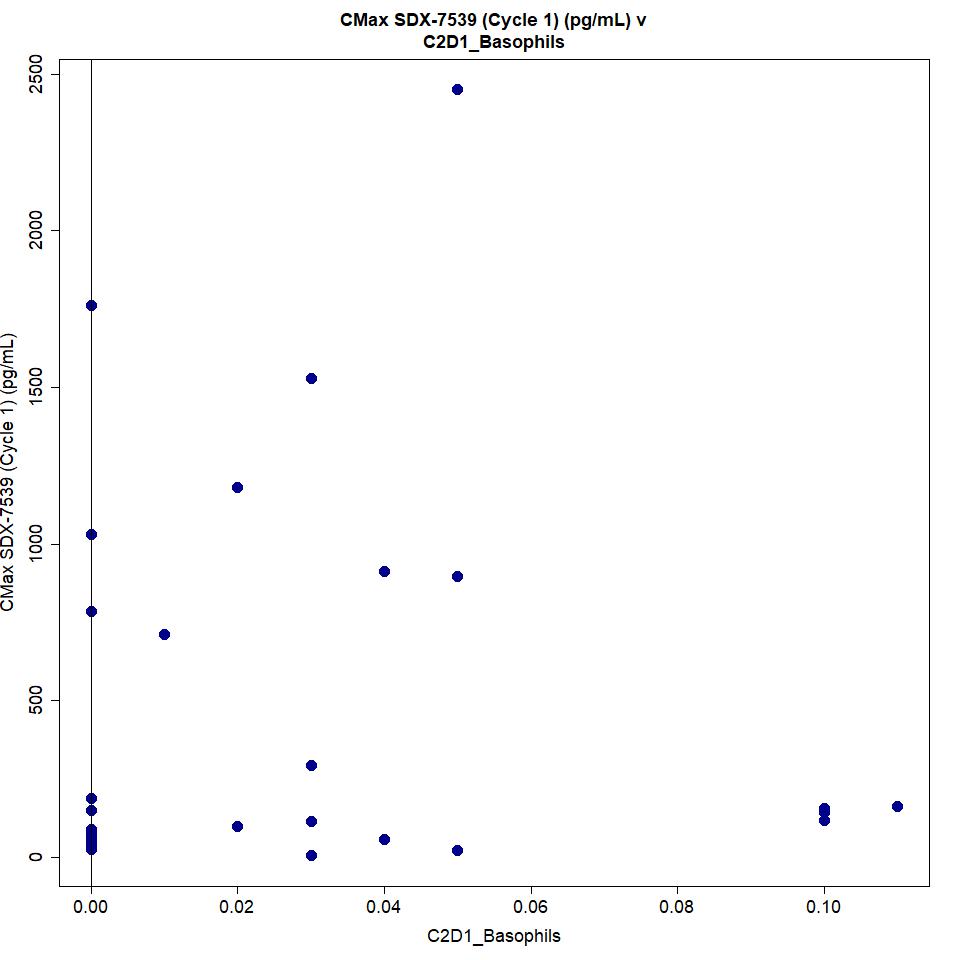 CMax SDX-7539 (Cycle 1) (pg/mL) v
C2D1_Basophils
CMax SDX-7539 (Cycle 1) (pg/mL)
2500
2000
1500
1000
500
0
0.00 0.02 0.04 0.06 0.08 0.10
C2D1_Basophils